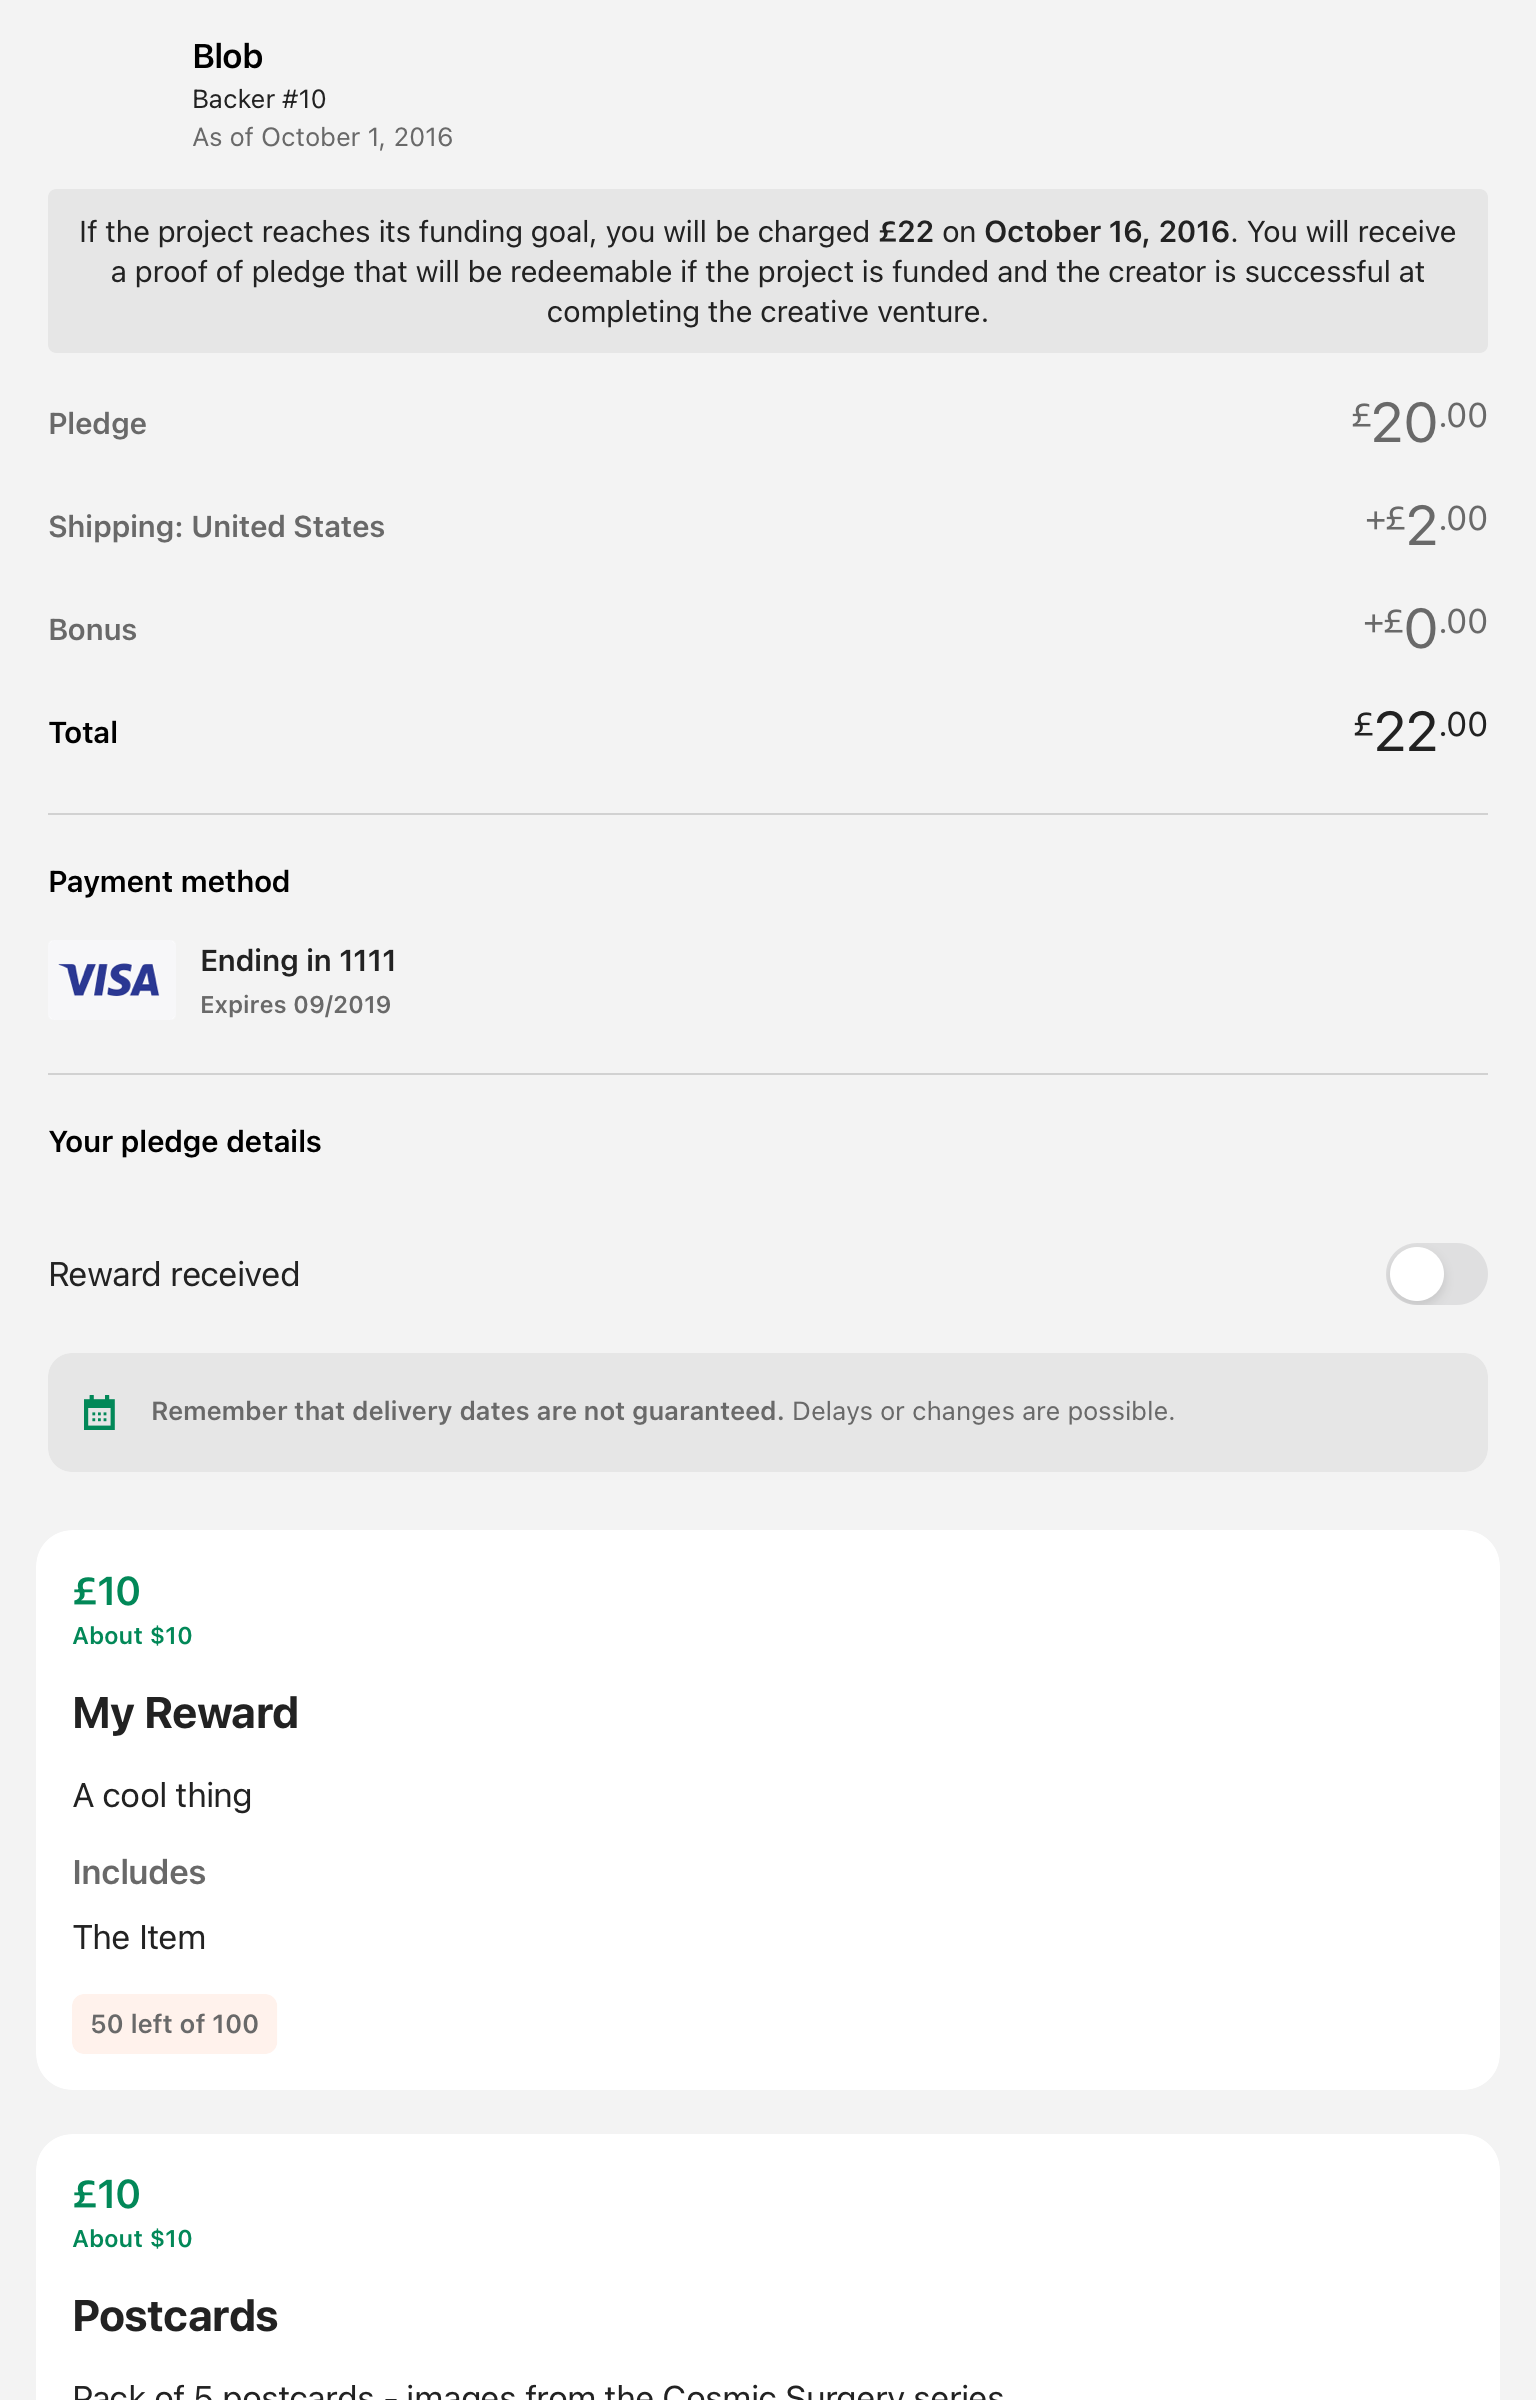 Blob
Backer #10
As of October 1, 2016
If the project reaches its funding goal, you will be charged £22 on October 16, 2016. You will receive
a proof of pledge that will be redeemable if the project is funded and the creator is successful at
completing the creative venture.
Pledge £20.00
Shipping: United States +£2.00
Bonus +£0.00
Total £22.00
Payment method
VISA
Ending in 1111
Expires 09/2019
Your pledge details
Reward received
Remember that delivery dates are not guaranteed. Delays or changes are possible.
£10
About $10
My Reward
A cool thing
Includes
The Item
50 left of 100
£10
About $10
Postcards
Pack of 5 postcards - images from the Cosmic Surgery series.